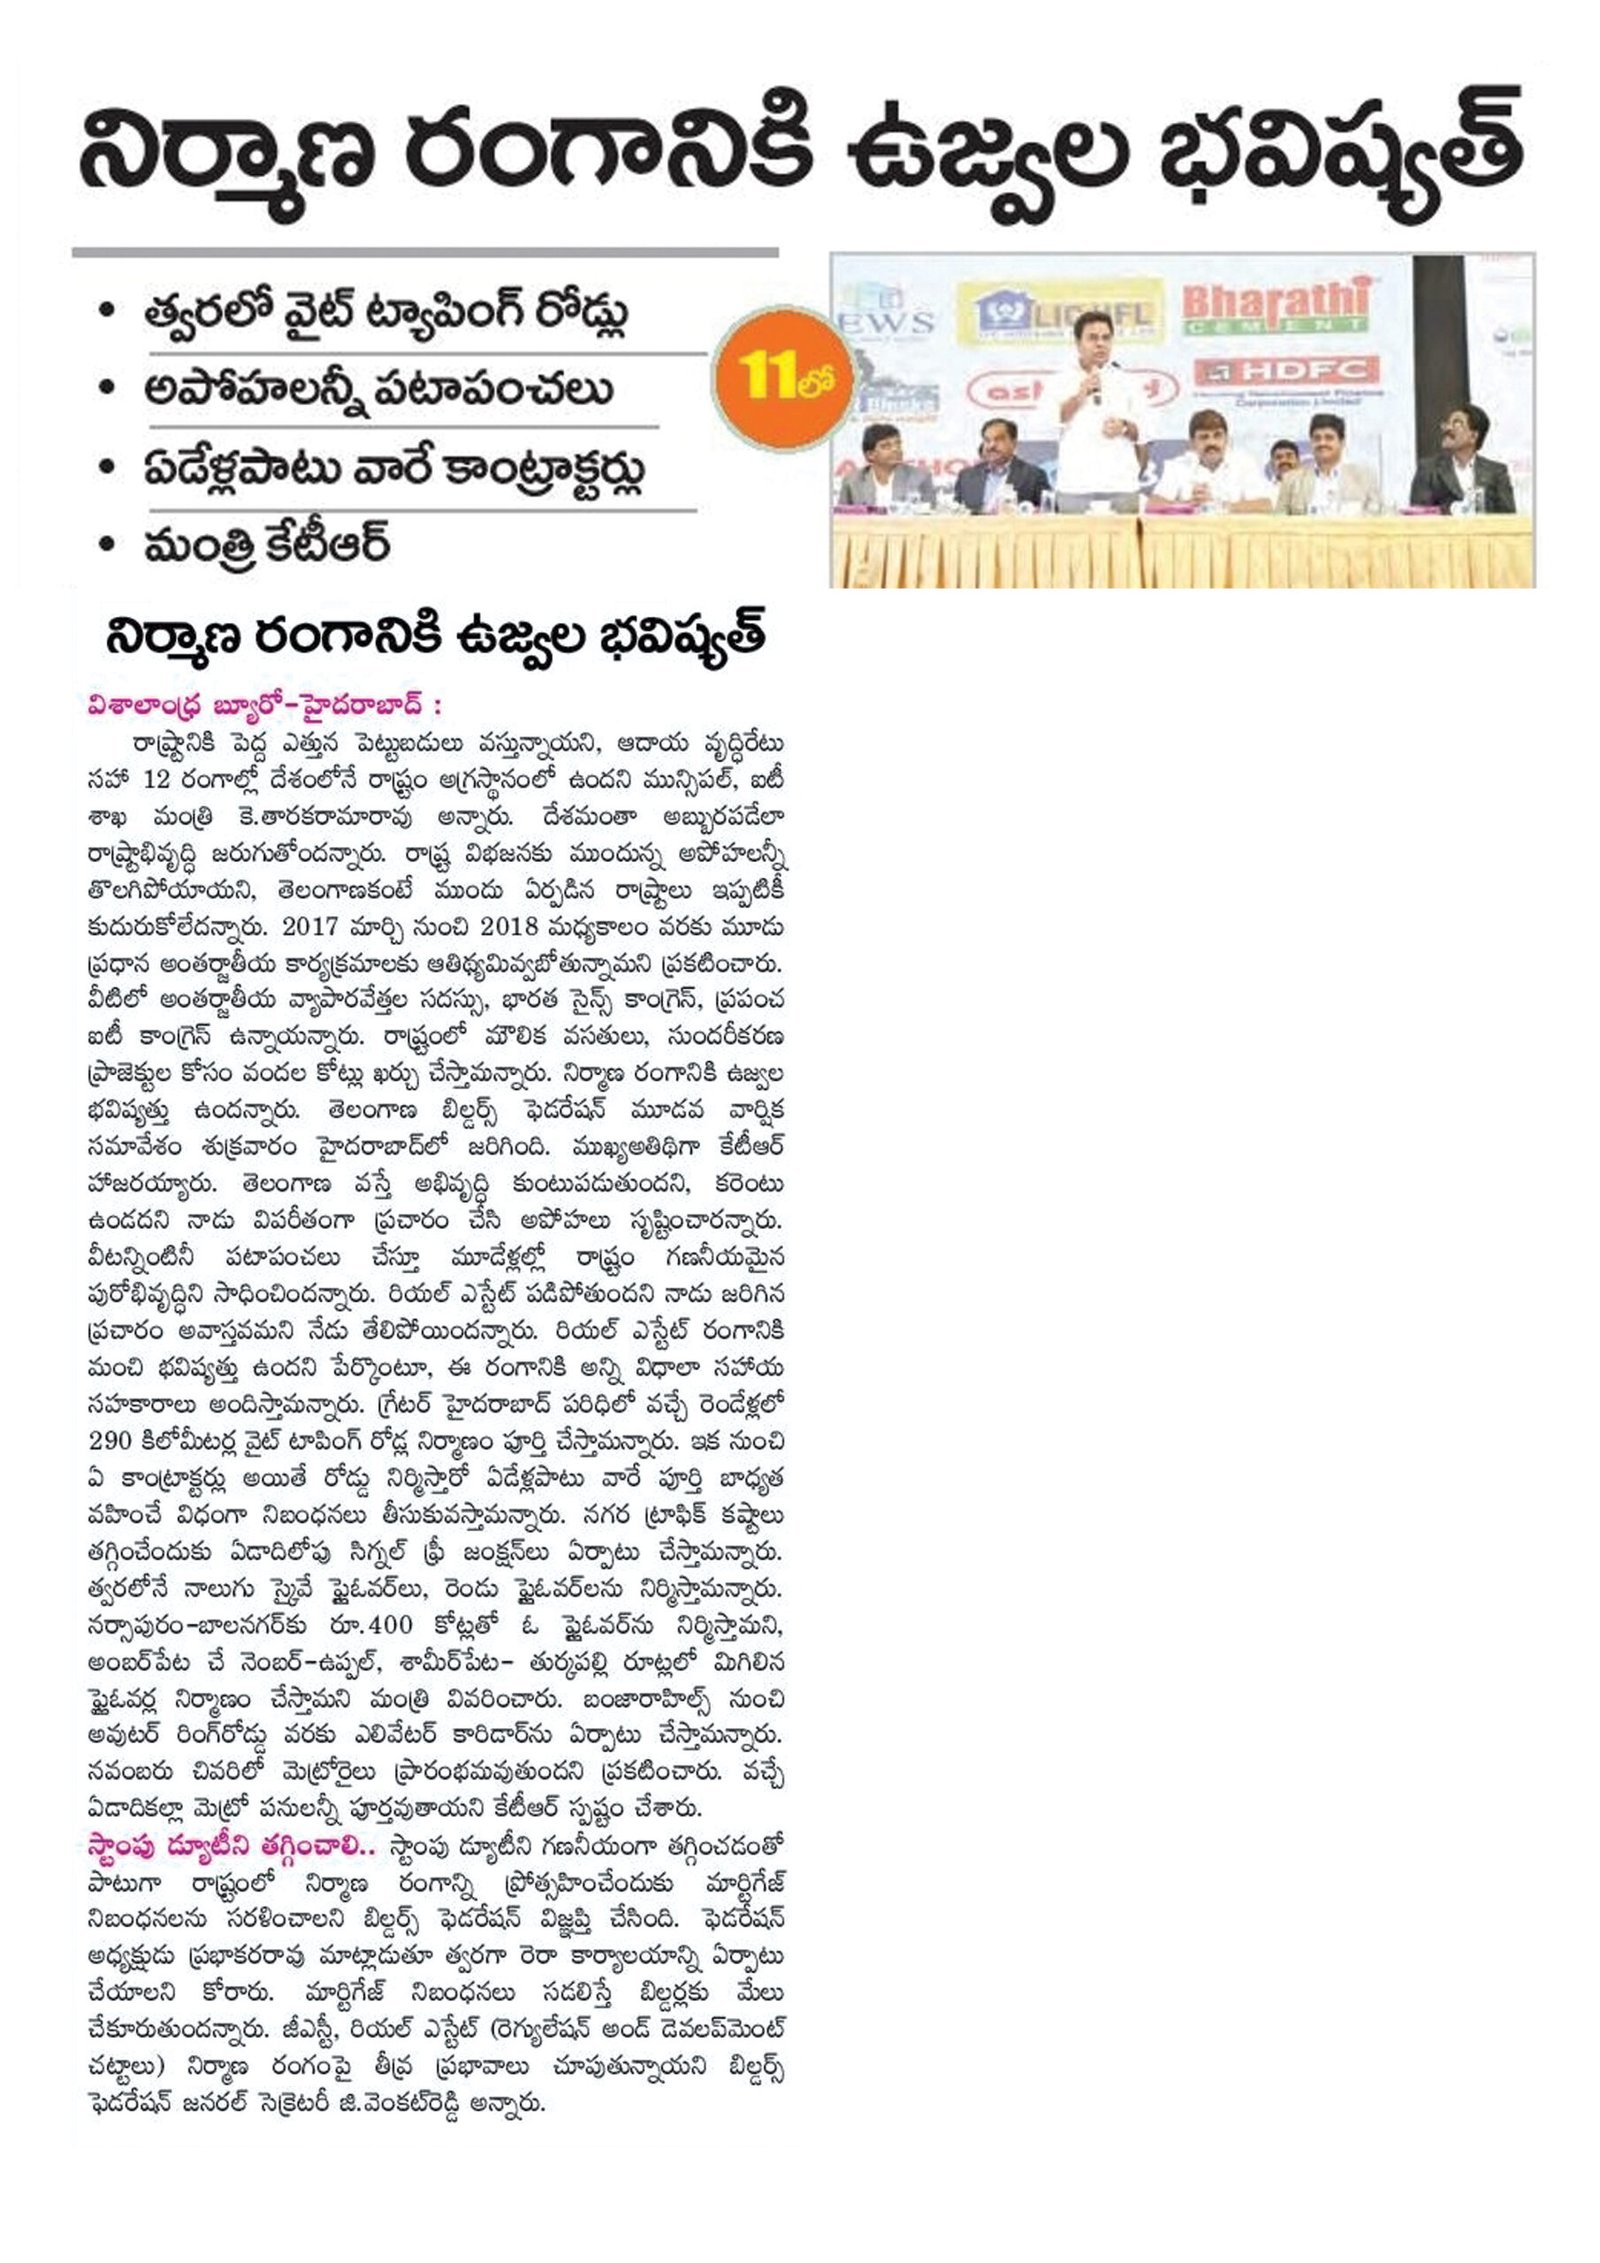 నిర్మాణ రంగానికి ఉజ్వల భవిష్యత్
• త్వరలో వైట్ ట్యాపింగ్ రోడ్లు
• అపోహలన్నీ పటాపంచలు
• ఏడేళ్లపాటు వారే కాంట్రాక్టర్లు
• మంత్రి కేటీఆర్
11లో
EWS
LICHFL
Bharathi
CEMENT
HDFC
నిర్మాణ రంగానికి ఉజ్వల భవిష్యత్
విశాలాంధ్ర బ్యూరో-హైదరాబాద్ :
రాష్ట్రానికి పెద్ద ఎత్తున పెట్టుబడులు వస్తున్నాయని, ఆదాయ వృద్ధిరేటు
సహా 12 రంగాల్లో దేశంలోనే రాష్ట్రం అగ్రస్థానంలో ఉందని మున్సిపల్, ఐటీ
శాఖ మంత్రి కె.తారకరామారావు అన్నారు. దేశమంతా అబ్బురపడేలా
రాష్ట్రాభివృద్ధి జరుగుతోందన్నారు. రాష్ట్ర విభజనకు ముందున్న అపోహలన్నీ
తొలగిపోయాయని, తెలంగాణకంటే ముందు ఏర్పడిన రాష్ట్రాలు ఇప్పటికీ
కుదురుకోలేదన్నారు. 2017 మార్చి నుంచి 2018 మధ్యకాలం వరకు మూడు
ప్రధాన అంతర్జాతీయ కార్యక్రమాలకు ఆతిథ్యమివ్వబోతున్నామని ప్రకటించారు.
వీటిలో అంతర్జాతీయ వ్యాపారవేత్తల సదస్సు, భారత సైన్స్ కాంగ్రెస్, ప్రపంచ
ఐటీ కాంగ్రెస్ ఉన్నాయన్నారు. రాష్ట్రంలో మౌలిక వసతులు, సుందరీకరణ
ప్రాజెక్టుల కోసం వందల కోట్లు ఖర్చు చేస్తామన్నారు. నిర్మాణ రంగానికి ఉజ్వల
భవిష్యత్తు ఉందన్నారు. తెలంగాణ బిల్డర్స్ ఫెడరేషన్ మూడవ వార్షిక
సమావేశం శుక్రవారం హైదరాబాద్‌లో జరిగింది. ముఖ్యఅతిథిగా కేటీఆర్
హాజరయ్యారు. తెలంగాణ వస్తే అభివృద్ధి కుంటుపడుతుందని, కరెంటు
ఉండదని నాడు విపరీతంగా ప్రచారం చేసి అపోహలు సృష్టించారన్నారు.
వీటన్నింటినీ పటాపంచలు చేస్తూ మూడేళ్లల్లో రాష్ట్రం గణనీయమైన
పురోభివృద్ధిని సాధించిందన్నారు. రియల్ ఎస్టేట్ పడిపోతుందని నాడు జరిగిన
ప్రచారం అవాస్తవమని నేడు తేలిపోయిందన్నారు. రియల్ ఎస్టేట్ రంగానికి
మంచి భవిష్యత్తు ఉందని పేర్కొంటూ, ఈ రంగానికి అన్ని విధాలా సహాయ
సహకారాలు అందిస్తామన్నారు. గ్రేటర్ హైదరాబాద్ పరిధిలో వచ్చే రెండేళ్లలో
290 కిలోమీటర్ల వైట్ టాపింగ్ రోడ్ల నిర్మాణం పూర్తి చేస్తామన్నారు. ఇక నుంచి
ఏ కాంట్రాక్టర్లు అయితే రోడ్డు నిర్మిస్తారో ఏడేళ్లపాటు వారే పూర్తి బాధ్యత
వహించే విధంగా నిబంధనలు తీసుకువస్తామన్నారు. నగర ట్రాఫిక్ కష్టాలు
తగ్గించేందుకు ఏడాదిలోపు సిగ్నల్ ఫ్రీ జంక్షన్‌లు ఏర్పాటు చేస్తామన్నారు.
త్వరలోనే నాలుగు స్కైవే ఫ్లైఓవర్‌లు, రెండు ఫ్లైఓవర్‌లను నిర్మిస్తామన్నారు.
నర్సాపురం-బాలనగర్‌కు రూ.400 కోట్లతో ఓ ఫ్లైఓవర్‌ను నిర్మిస్తామని,
అంబర్‌పేట చే నెంబర్-ఉప్పల్, శామీర్‌పేట- తుర్కపల్లి రూట్లలో మిగిలిన
ఫ్లైఓవర్ల నిర్మాణం చేస్తామని మంత్రి వివరించారు. బంజారాహిల్స్ నుంచి
అవుటర్ రింగ్‌రోడ్డు వరకు ఎలివేటర్ కారిడార్‌ను ఏర్పాటు చేస్తామన్నారు.
నవంబరు చివరిలో మెట్రోరైలు ప్రారంభమవుతుందని ప్రకటించారు. వచ్చే
ఏడాదికల్లా మెట్రో పనులన్నీ పూర్తవుతాయని కేటీఆర్ స్పష్టం చేశారు.
స్టాంపు డ్యూటీని తగ్గించాలి.. స్టాంపు డ్యూటీని గణనీయంగా తగ్గించడంతో
పాటుగా రాష్ట్రంలో నిర్మాణ రంగాన్ని ప్రోత్సహించేందుకు మార్టిగేజ్
నిబంధనలను సరళించాలని బిల్డర్స్ ఫెడరేషన్ విజ్ఞప్తి చేసింది. ఫెడరేషన్
అధ్యక్షుడు ప్రభాకరరావు మాట్లాడుతూ త్వరగా రెరా కార్యాలయాన్ని ఏర్పాటు
చేయాలని కోరారు. మార్టిగేజ్ నిబంధనలు సడలిస్తే బిల్డర్లకు మేలు
చేకూరుతుందన్నారు. జీఎస్టీ, రియల్ ఎస్టేట్ (రెగ్యులేషన్ అండ్ డెవలప్‌మెంట్
చట్టాలు) నిర్మాణ రంగంపై తీవ్ర ప్రభావాలు చూపుతున్నాయని బిల్డర్స్
ఫెడరేషన్ జనరల్ సెక్రెటరీ జి.వెంకట్‌రెడ్డి అన్నారు.